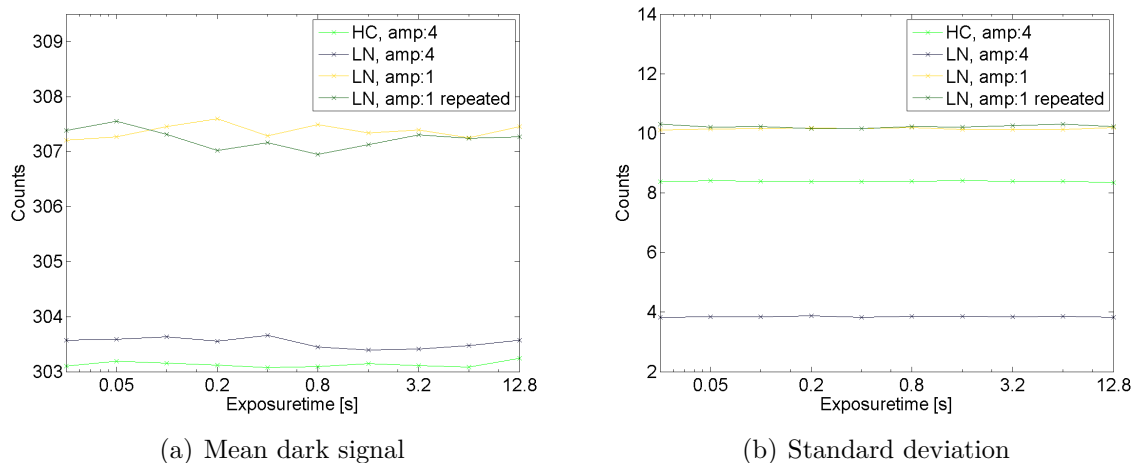 309
308
307
306
305
304
303
Counts
0.05 0.2 0.8 3.2 12.8
Exposuretime [s]
HC, amp:4
LN, amp:4
LN, amp:1
LN, amp:1 repeated
(a) Mean dark signal
14
12
10
8
6
4
2
Counts
0.05 0.2 0.8 3.2 12.8
Exposuretime [s]
HC, amp:4
LN, amp:4
LN, amp:1
LN, amp:1 repeated
(b) Standard deviation